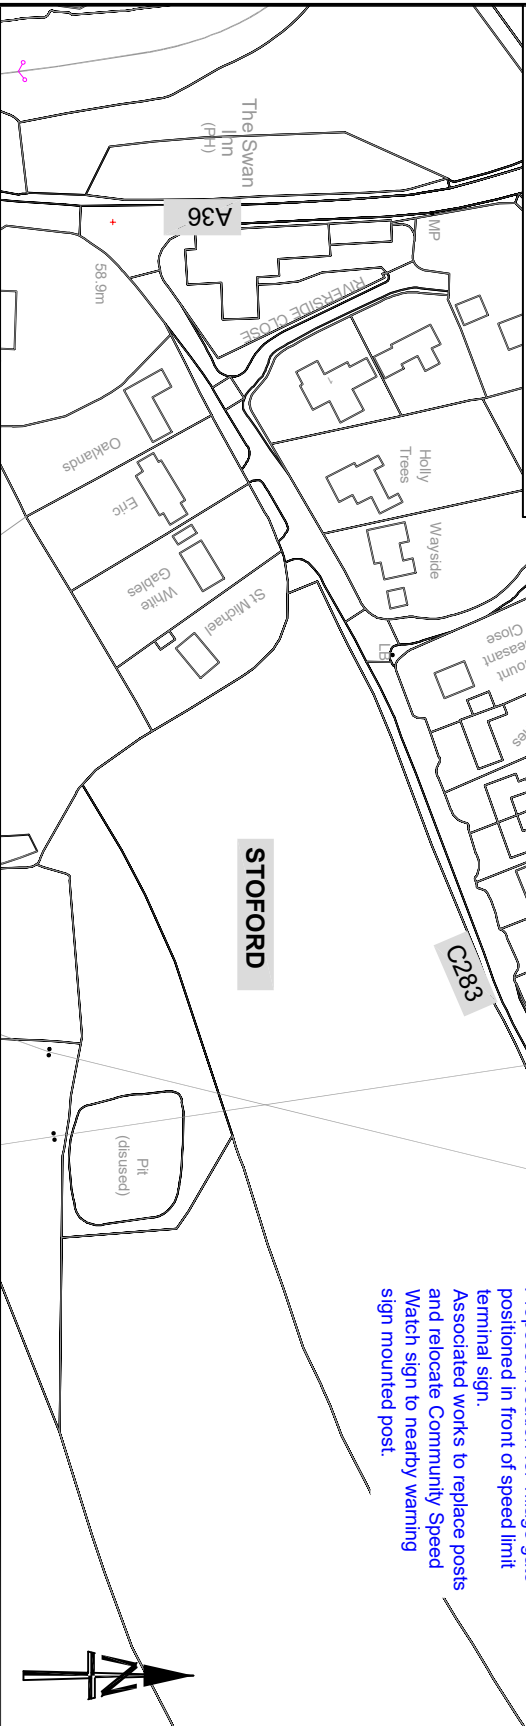 The Swan
Inn
(PH)
A36
MP
58.9m
RIVERSIDE CLOSE
Oaklands
Eric
White
Gables
St Michael
Holly
Trees
Wayside
LB
Close
STOFORD
C283
Pit
(disused)
positioned in front of speed limit
terminal sign.
Associated works to replace posts
and relocate Community Speed
Watch sign to nearby warning
sign mounted post.
N